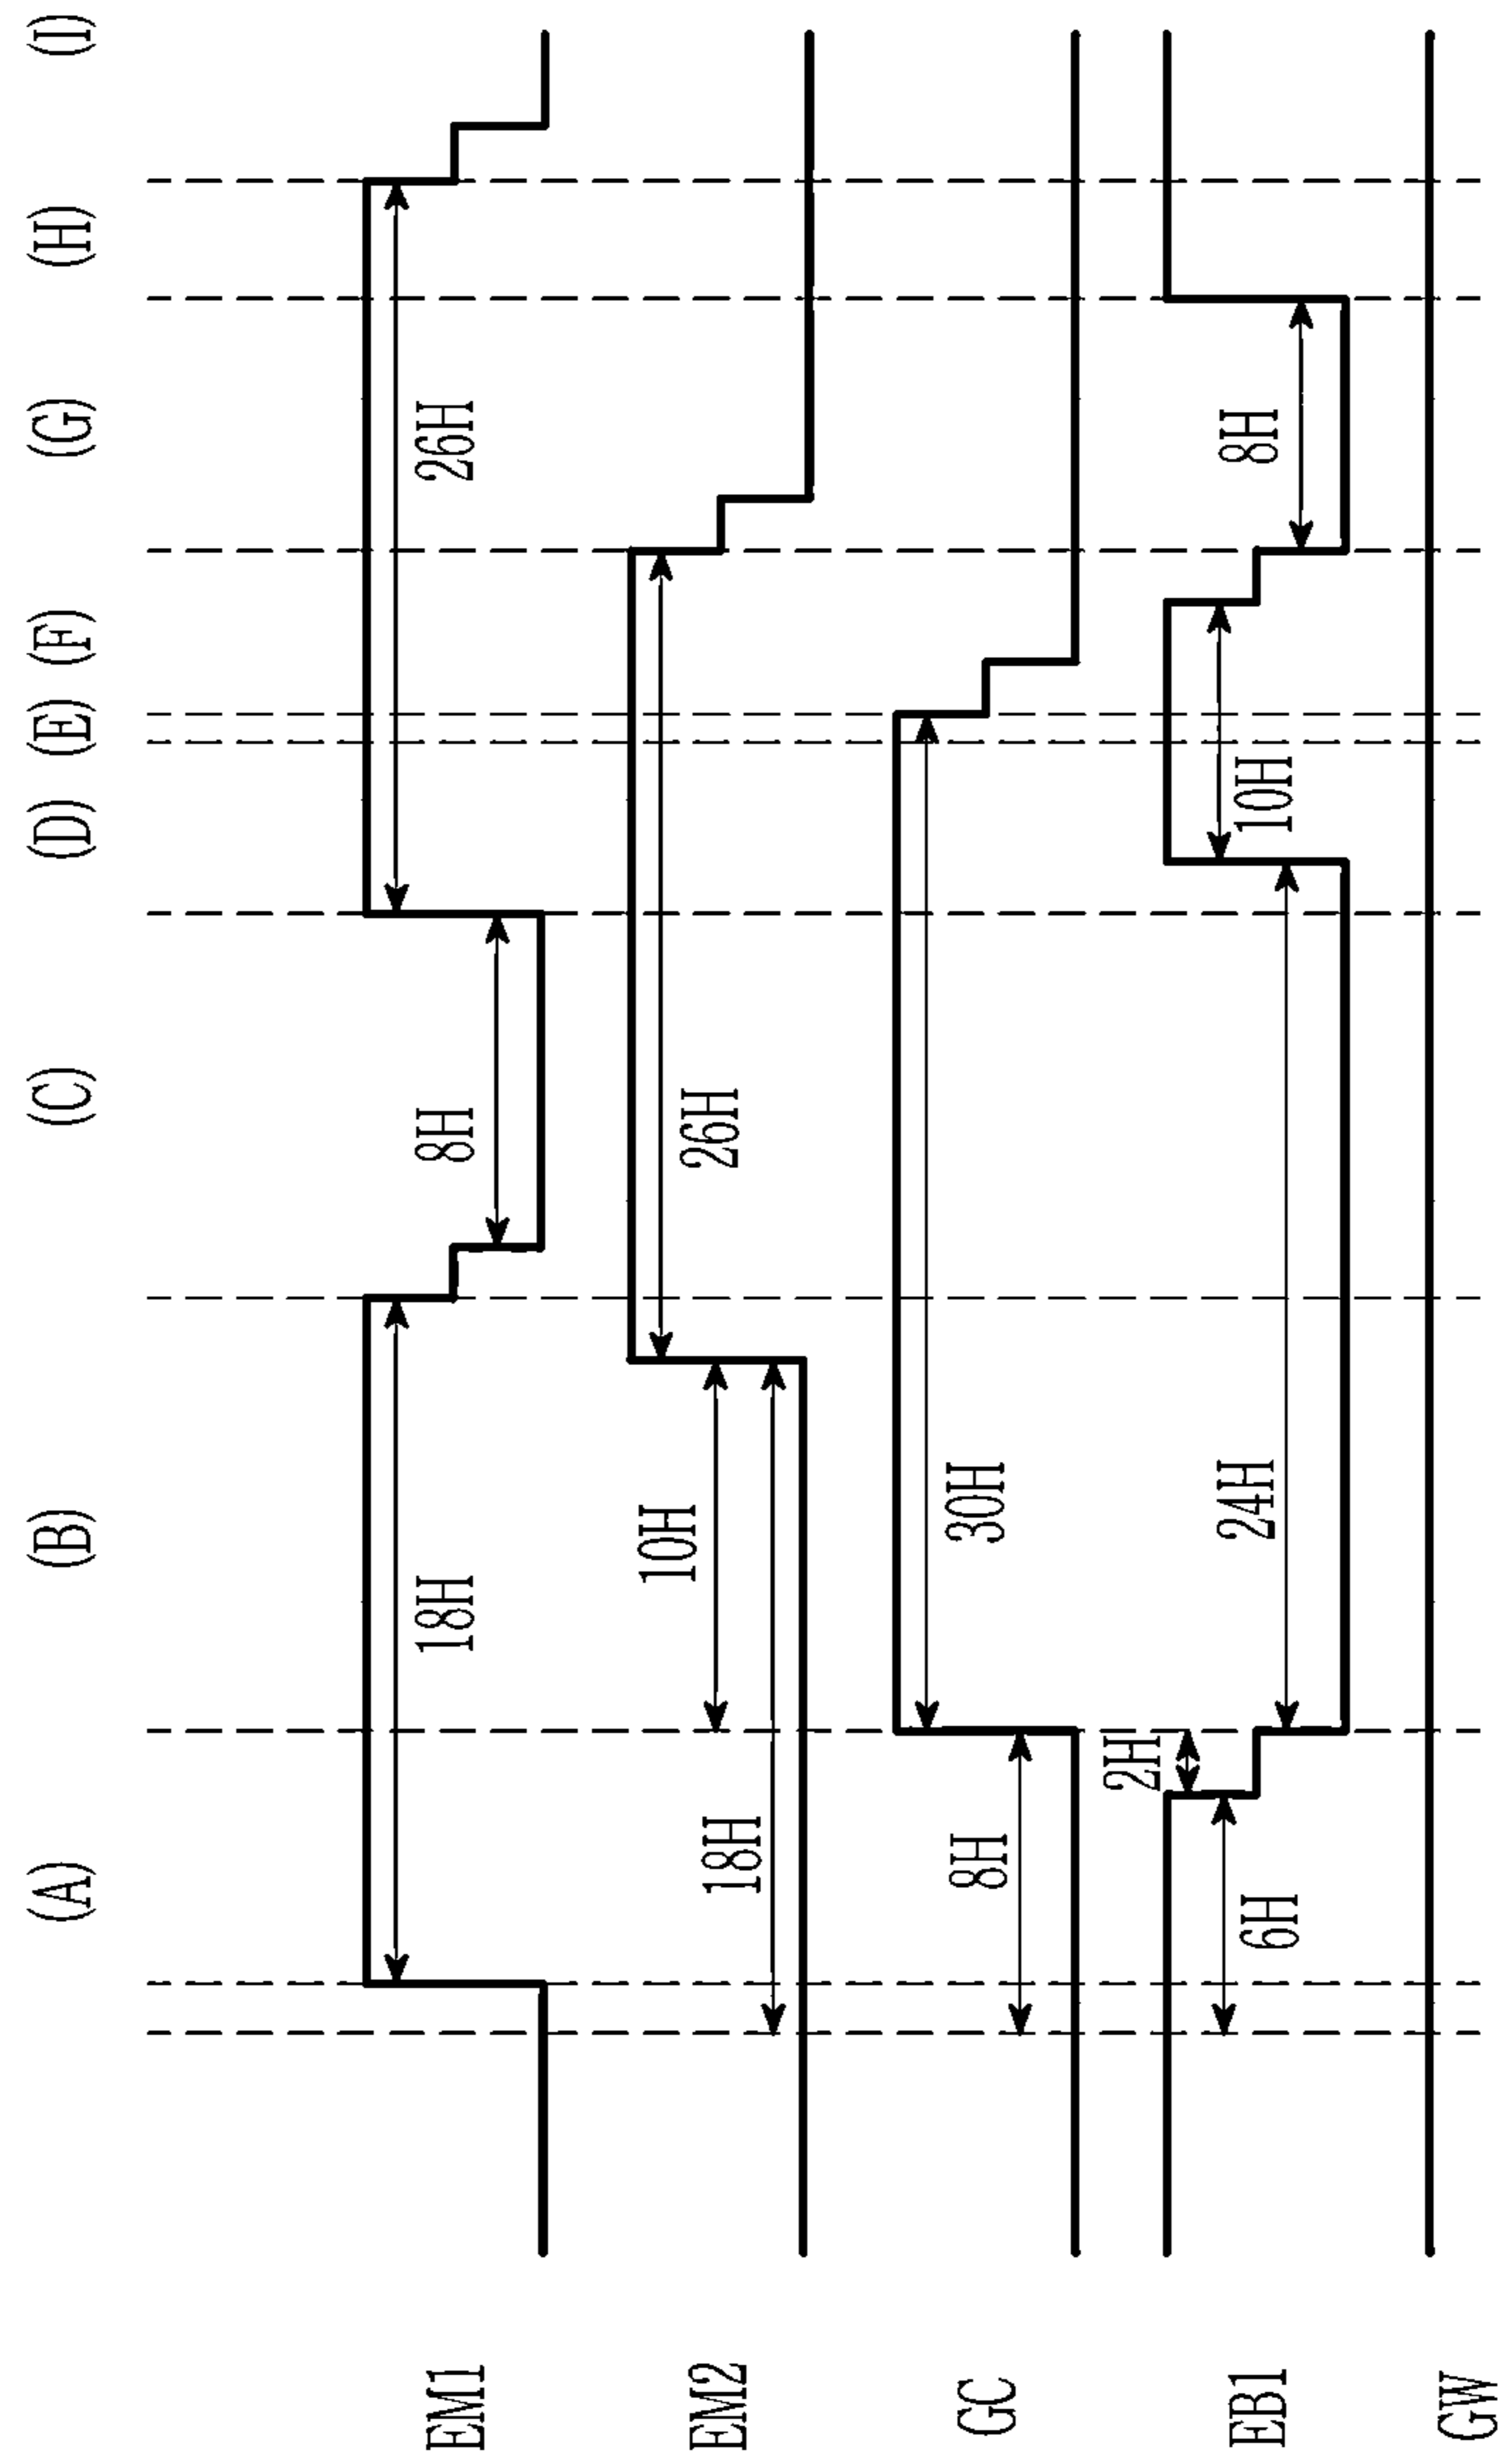 (A) (B) (C) (D) (E) (F) (G) (H) (I)
EM1 18H 8H 26H
EM2 18H 10H 26H
GC 8H 30H
EB1 6H 2H 24H 10H 8H
GW